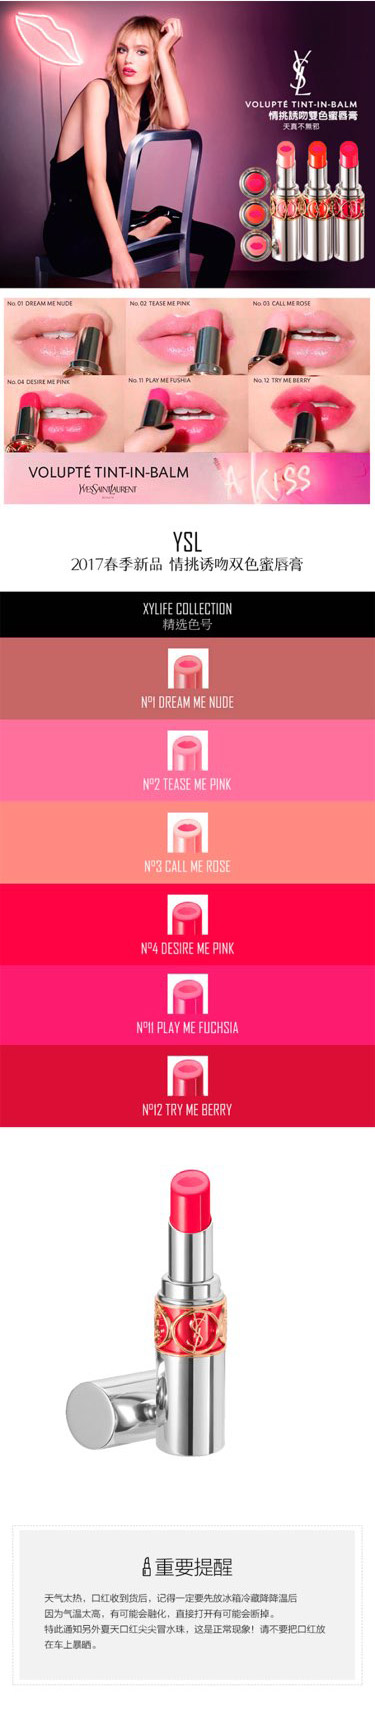 YSL
VOLUPTÉ TINT-IN-BALM
情挑誘吻雙色蜜唇膏
天真不無邪
No. 01 DREAM ME NUDE
No. 02 TEASE ME PINK
No. 03 CALL ME ROSE
No. 04 DESIRE ME PINK
No. 11 PLAY ME FUSHIA
No. 12 TRY ME BERRY
VOLUPTÉ TINT-IN-BALM
YVESSAINTLAURENT
A KISS
YSL
2017春季新品 情挑诱吻双色蜜唇膏
XYLIFE COLLECTION
精选色号
Nº1 DREAM ME NUDE
Nº2 TEASE ME PINK
Nº3 CALL ME ROSE
Nº4 DESIRE ME PINK
Nº11 PLAY ME FUCHSIA
Nº12 TRY ME BERRY
YSL
重要提醒
天气太热，口红收到货后，记得一定要先放冰箱冷藏降降温后
因为气温太高，有可能会融化，直接打开有可能会断掉。
特此通知另外夏天口红尖尖冒水珠，这是正常现象！请不要把口红放
在车上暴晒。